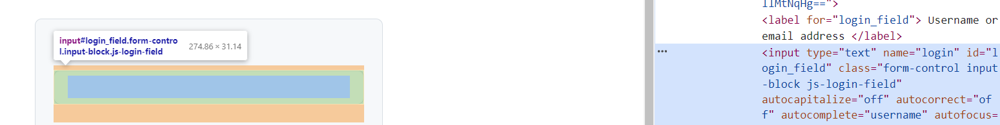 input#login_field.form-contro
l.input-block.js-login-field
274.86 × 31.14
llMtNqHg==">
<label for="login_field"> Username or
email address </label>
<input type="text" name="login" id="l
ogin_field" class="form-control input
-block js-login-field"
autocapitalize="off" autocorrect="of
f" autocomplete="username" autofocus=